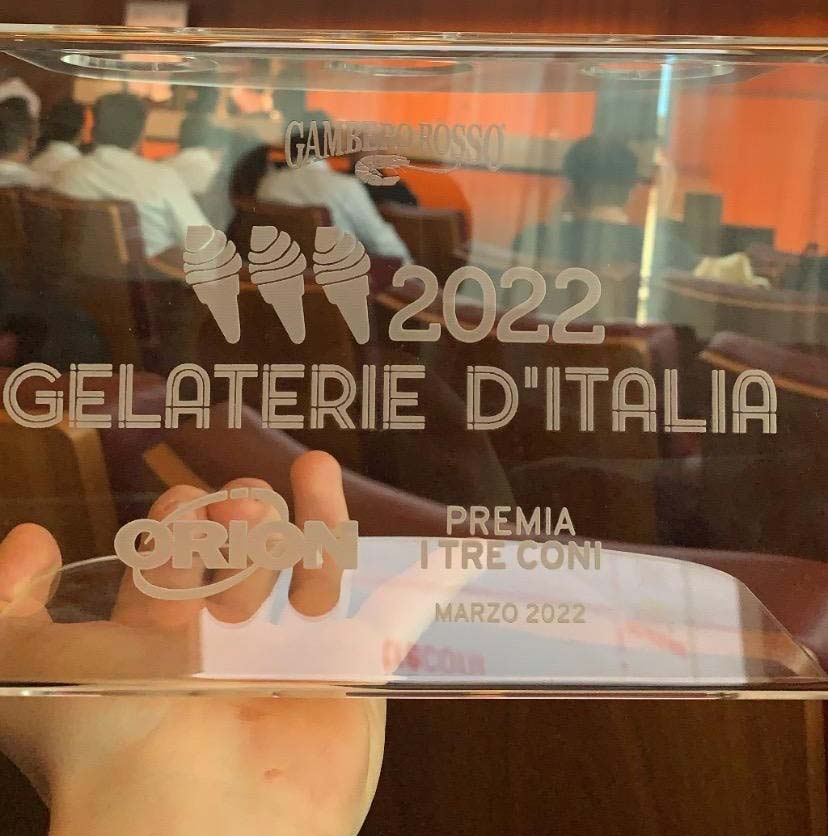 GAMBERO ROSSO
2022
GELATERIE D'ITALIA
ORION
PREMIA
I TRE CONI
MARZO 2022